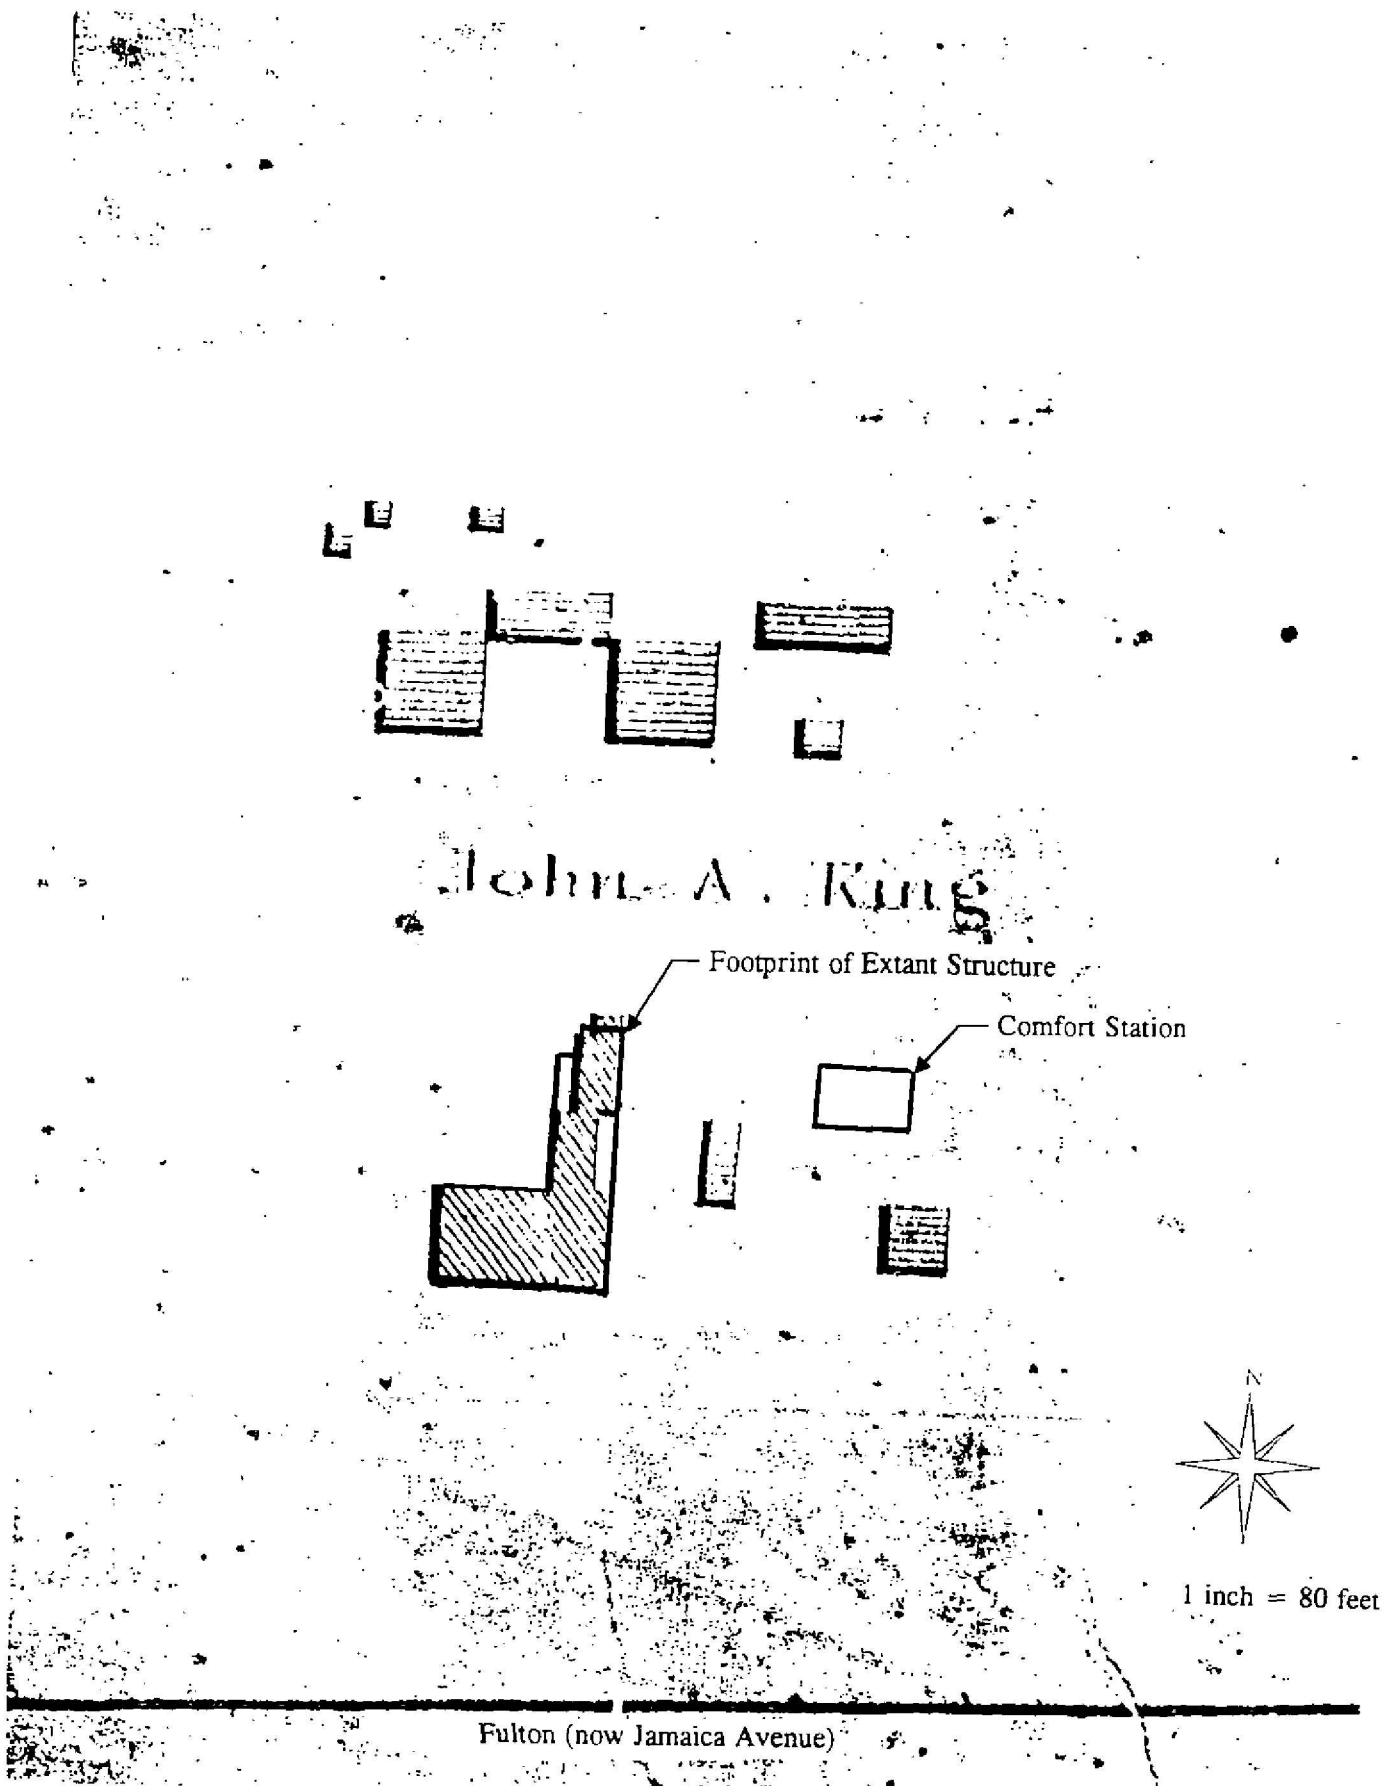 John A. King
Footprint of Extant Structure
Comfort Station
N
1 inch = 80 feet
Fulton (now Jamaica Avenue)